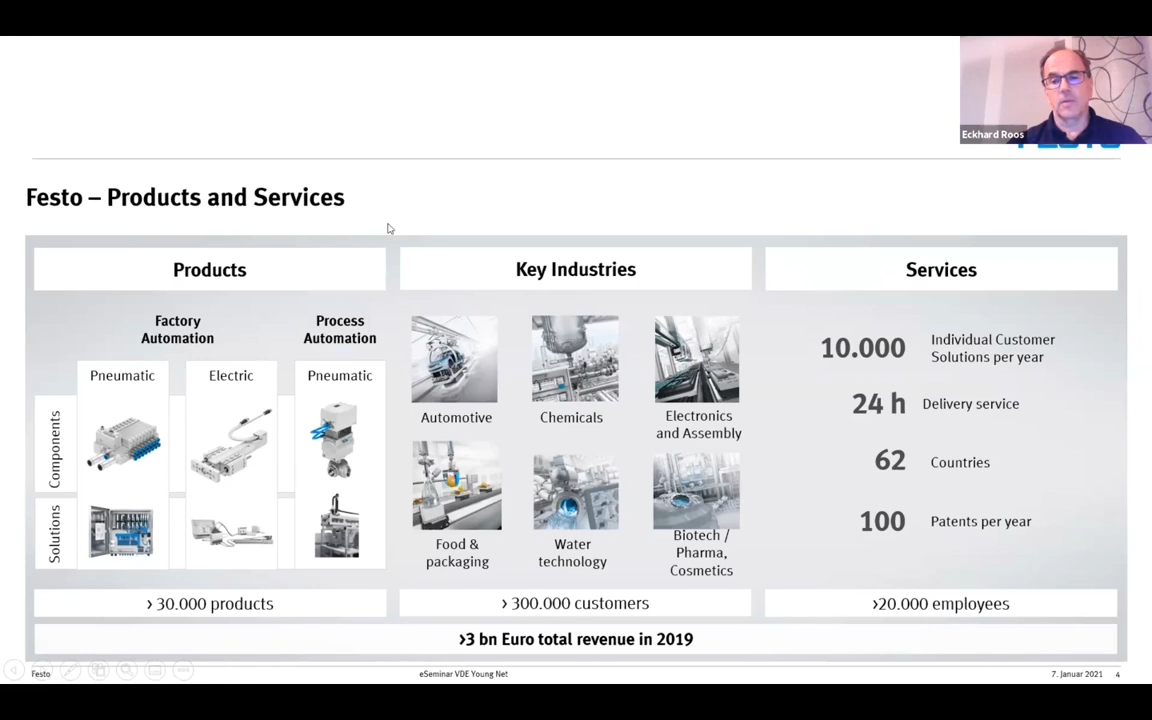 Eckhard Roos
Festo – Products and Services
Products
Factory
Automation
Process
Automation
Pneumatic
Electric
Pneumatic
Components
Solutions
> 30.000 products
Key Industries
Automotive
Chemicals
Electronics
and Assembly
Food &
packaging
Water
technology
Biotech /
Pharma,
Cosmetics
> 300.000 customers
Services
10.000 Individual Customer
Solutions per year
24 h Delivery service
62 Countries
100 Patents per year
>20.000 employees
>3 bn Euro total revenue in 2019
Festo
eSeminar VDE Young Net
7. Januar 2021 4